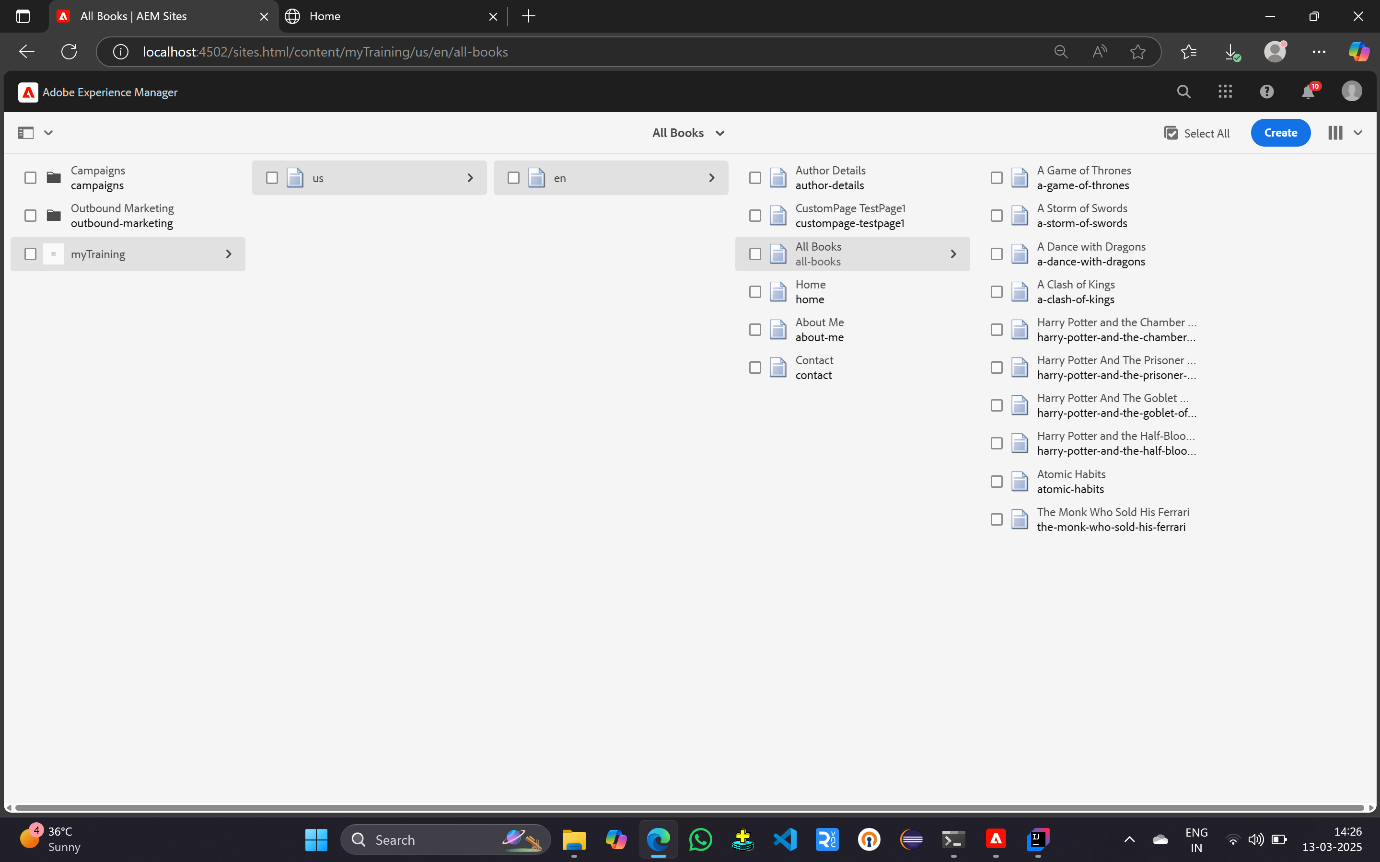 All Books | AEM Sites
Home
localhost:4502/sites.html/content/myTraining/us/en/all-books
Adobe Experience Manager
10
All Books
Select All
Create
Campaigns
campaigns
Outbound Marketing
outbound-marketing
myTraining
us
en
Author Details
author-details
CustomPage TestPage1
custompage-testpage1
All Books
all-books
Home
home
About Me
about-me
Contact
contact
A Game of Thrones
a-game-of-thrones
A Storm of Swords
a-storm-of-swords
A Dance with Dragons
a-dance-with-dragons
A Clash of Kings
a-clash-of-kings
Harry Potter and the Chamber ...
harry-potter-and-the-chamber...
Harry Potter And The Prisoner ...
harry-potter-and-the-prisoner-...
Harry Potter And The Goblet ...
harry-potter-and-the-goblet-of...
Harry Potter and the Half-Bloo...
harry-potter-and-the-half-bloo...
Atomic Habits
atomic-habits
The Monk Who Sold His Ferrari
the-monk-who-sold-his-ferrari
4
36°C
Sunny
Search
ENG
IN
14:26
13-03-2025